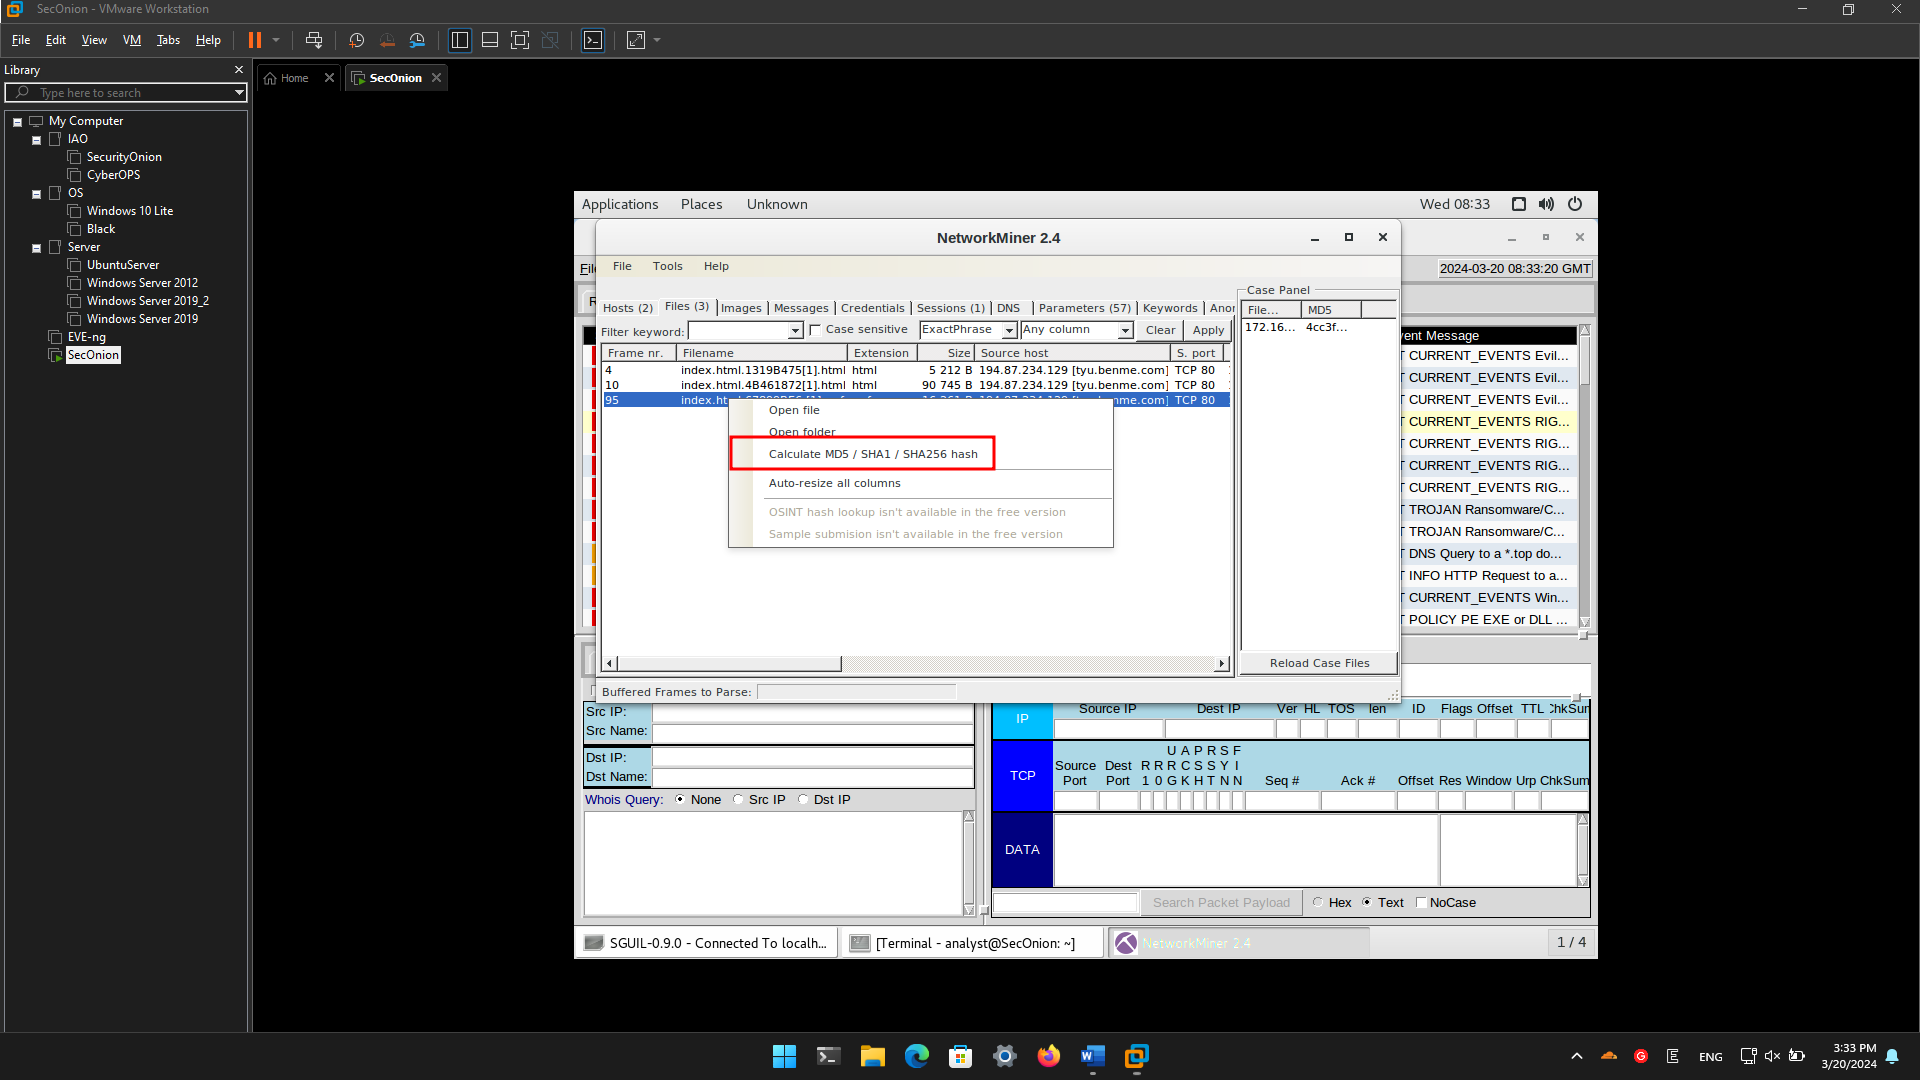 SecOnion - VMware Workstation
File Edit View VM Tabs Help
Library
Type here to search
Home
SecOnion
My Computer
IAO
SecurityOnion
CyberOPS
OS
Windows 10 Lite
Black
Server
UbuntuServer
Windows Server 2012
Windows Server 2019_2
Windows Server 2019
EVE-ng
SecOnion
Applications Places Unknown
Wed 08:33
NetworkMiner 2.4
File Tools Help
2024-03-20 08:33:20 GMT
Hosts (2) Files (3) Images Messages Credentials Sessions (1) DNS Parameters (57) Keywords
Filter keyword: Case sensitive ExactPhrase Any column Clear Apply
Frame nr. Filename Extension Size Source host S. port
4 index.html.1319B475[1].html html 5 212 B 194.87.234.129 [tyu.benme.com] TCP 80
10 index.html.4B461872[1].html html 90 745 B 194.87.234.129 [tyu.benme.com] TCP 80
95 TCP 80
Open file
Open folder
Calculate MD5 / SHA1 / SHA256 hash
Auto-resize all columns
OSINT hash lookup isn't available in the free version
Sample submision isn't available in the free version
Case Panel
File... MD5
172.16... 4cc3f...
Reload Case Files
Buffered Frames to Parse:
vent Message
T CURRENT_EVENTS Evil...
T CURRENT_EVENTS Evil...
T CURRENT_EVENTS Evil...
T CURRENT_EVENTS RIG...
T CURRENT_EVENTS RIG...
T CURRENT_EVENTS RIG...
T CURRENT_EVENTS RIG...
T TROJAN Ransomware/C...
T TROJAN Ransomware/C...
T DNS Query to a *.top do...
T INFO HTTP Request to a...
T CURRENT_EVENTS Win...
T POLICY PE EXE or DLL ...
Src IP:
Src Name:
Dst IP:
Dst Name:
Whois Query: None Src IP Dst IP
IP
Source IP Dest IP Ver HL TOS len ID Flags Offset TTL ChkSum
TCP
U A P R S F
R R R C S S Y I
Source Port Dest Port 1 0 G K H T N N Seq # Ack # Offset Res Window Urp ChkSum
DATA
Search Packet Payload Hex Text NoCase
SGUIL-0.9.0 - Connected To localh...
[Terminal - analyst@SecOnion: ~]
NetworkMiner 2.4
1 / 4
ENG
3:33 PM
3/20/2024